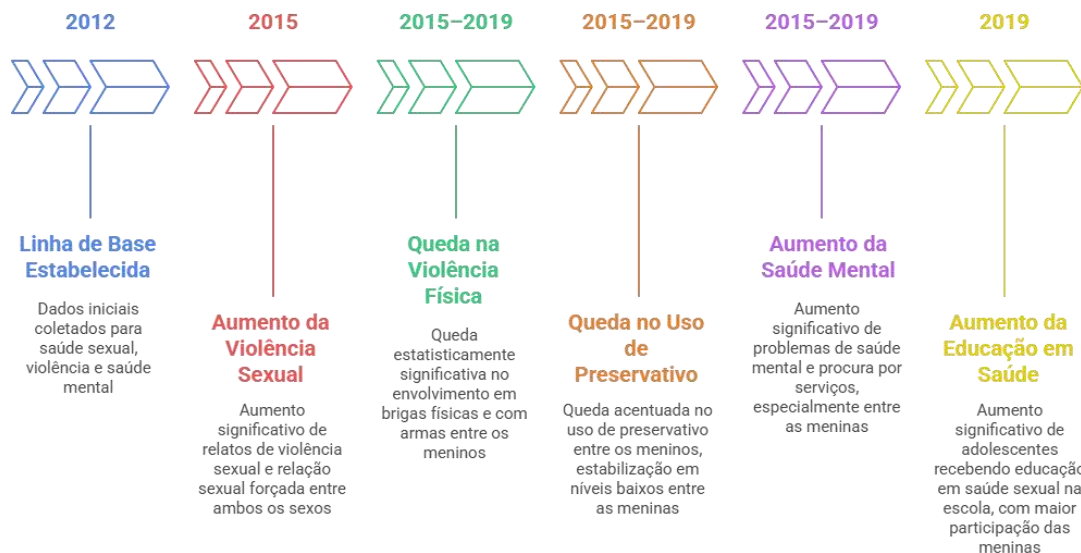 2012
2015
2015–2019
2015–2019
2015–2019
2019
Linha de Base
Estabelecida
Dados iniciais
coletados para
saúde sexual,
violência e saúde
mental
Aumento da
Violência
Sexual
Aumento
significativo de
relatos de violência
sexual e relação
sexual forçada entre
ambos os sexos
Queda na
Violência
Física
Queda
estatisticamente
significativa no
envolvimento em
brigas físicas e com
armas entre os
meninos
Queda no Uso
de
Preservativo
Queda acentuada no
uso de preservativo
entre os meninos,
estabilização em
níveis baixos entre
as meninas
Aumento da
Saúde Mental
Aumento
significativo de
problemas de saúde
mental e procura por
serviços,
especialmente entre
as meninas
Aumento da
Educação em
Saúde
Aumento
significativo de
adolescentes
recebendo educação
em saúde sexual na
escola, com maior
participação das
meninas